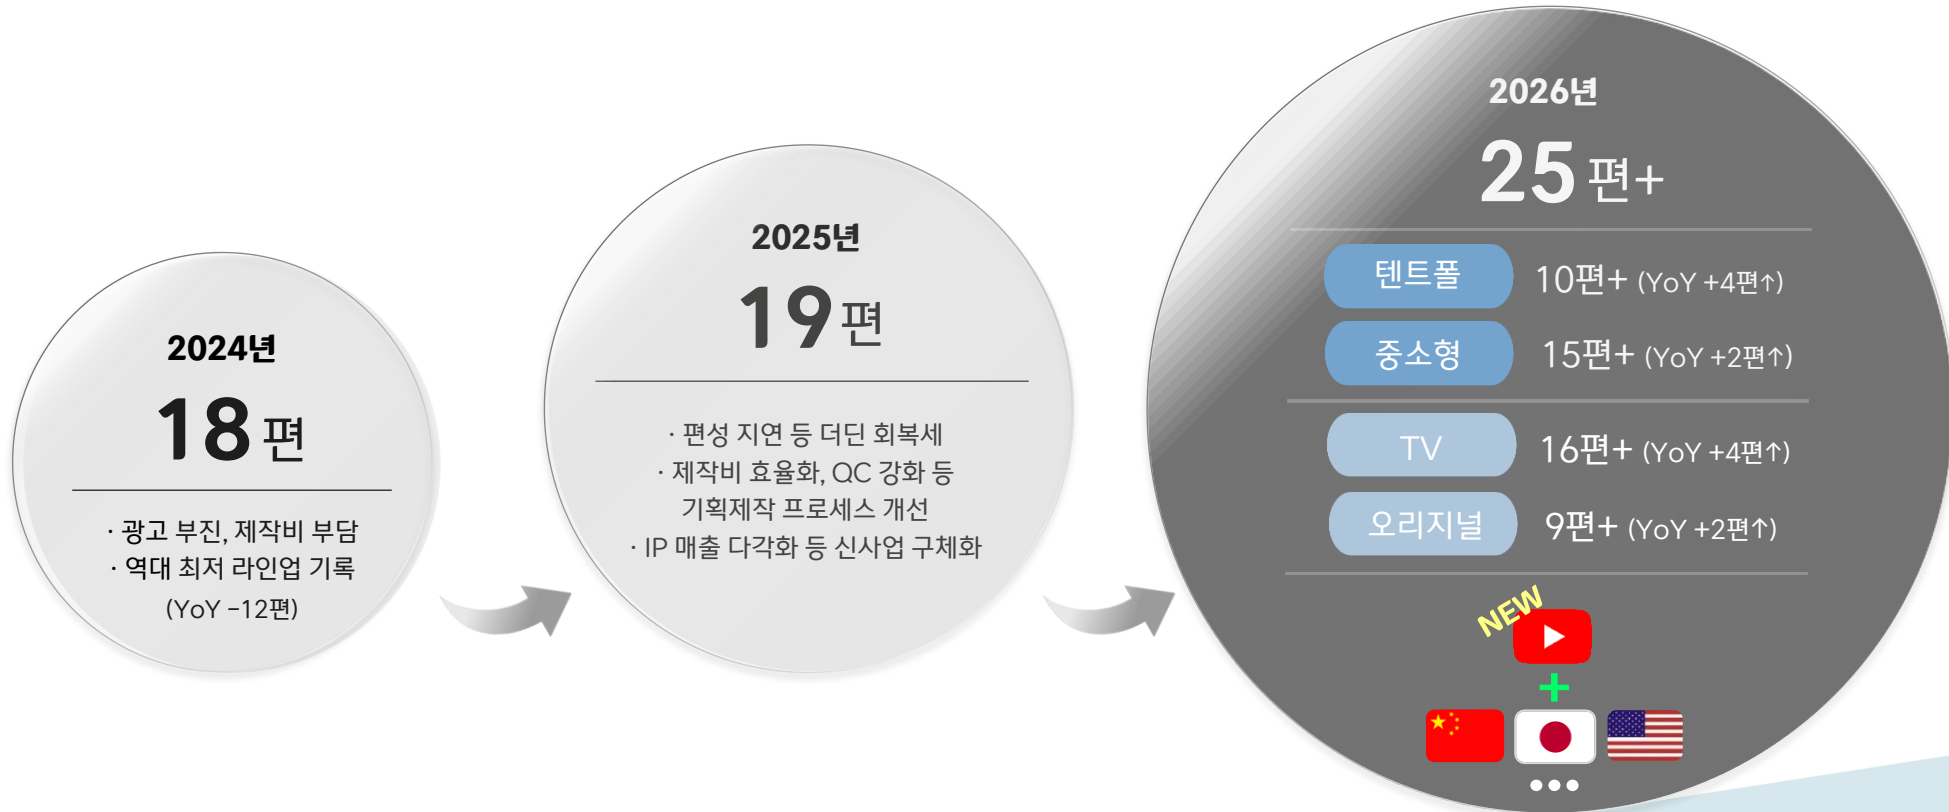 2024년
18편
· 광고 부진, 제작비 부담
· 역대 최저 라인업 기록
(YoY -12편)
2025년
19편
· 편성 지연 등 더딘 회복세
· 제작비 효율화, QC 강화 등
기획제작 프로세스 개선
· IP 매출 다각화 등 신사업 구체화
2026년
25편+
텐트폴 10편+ (YoY +4편↑)
중소형 15편+ (YoY +2편↑)
TV 16편+ (YoY +4편↑)
오리지널 9편+ (YoY +2편↑)
NEW
+
•••